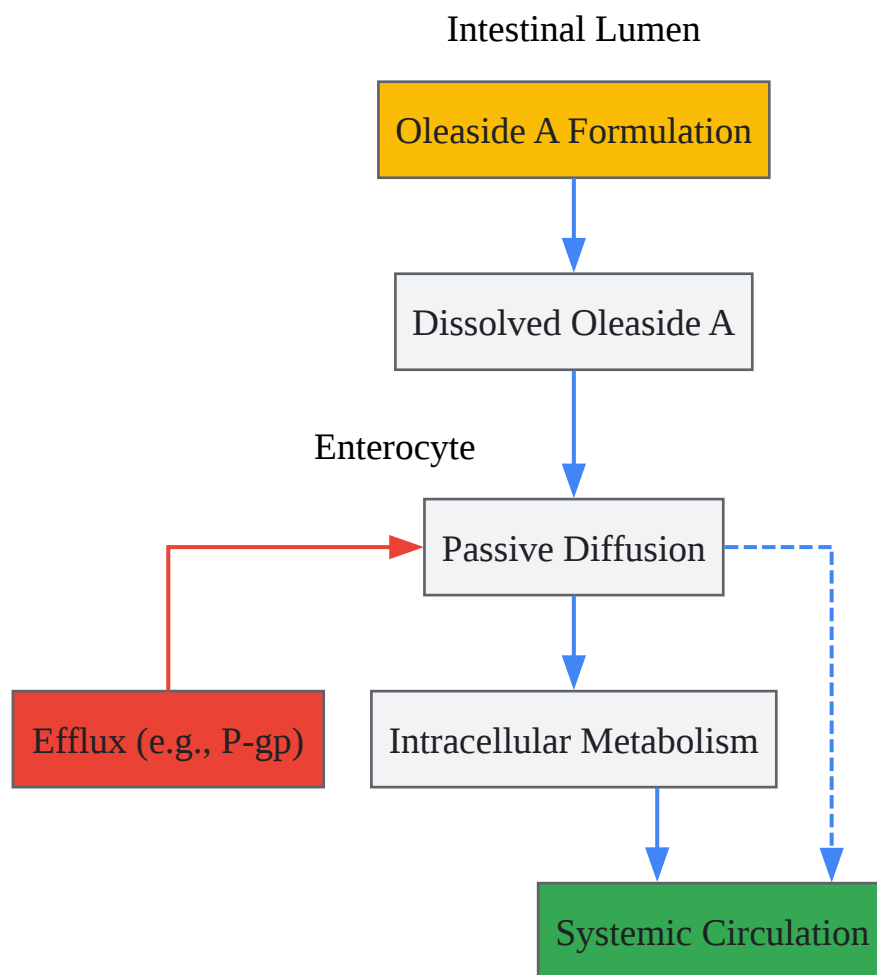 Intestinal Lumen
Oleaside A Formulation
Dissolved Oleaside A
Enterocyte
Passive Diffusion
Efflux (e.g., P-gp)
Intracellular Metabolism
Systemic Circulation